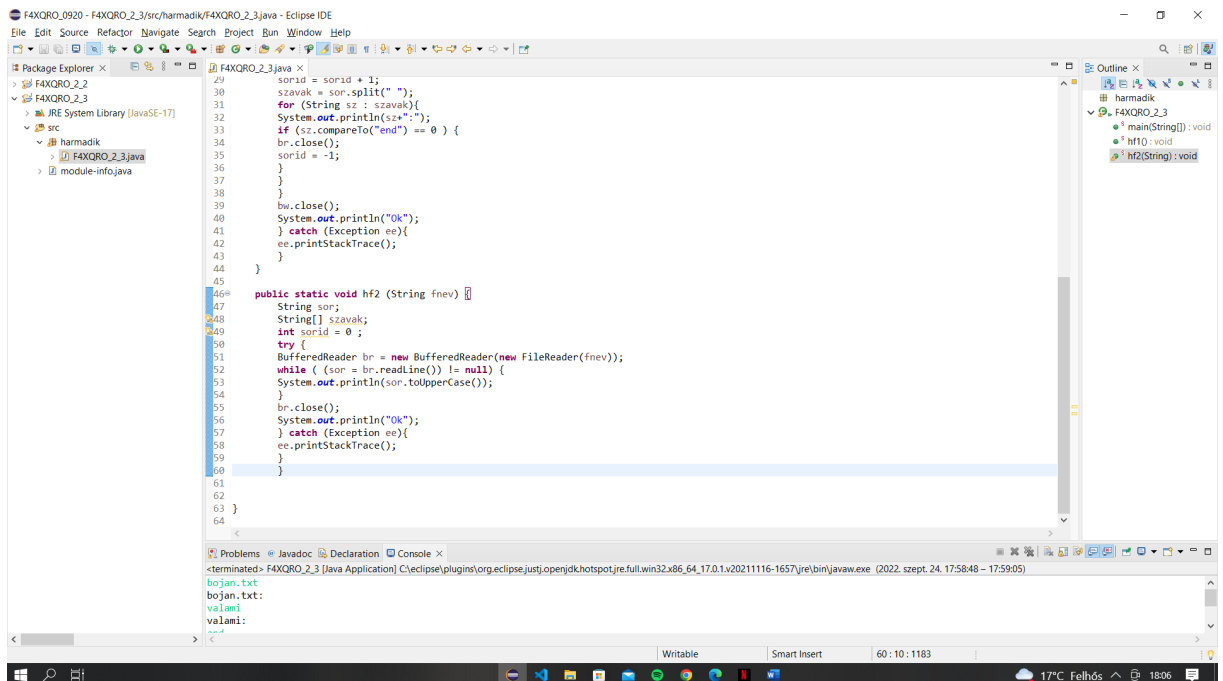 F4XQRO_0920 - F4XQRO_2_3/src/harmadik/F4XQRO_2_3.java - Eclipse IDE
File Edit Source Refactor Navigate Search Project Run Window Help
Package Explorer
F4XQRO_2_2
F4XQRO_2_3
JRE System Library [JavaSE-17]
src
harmadik
F4XQRO_2_3.java
module-info.java
F4XQRO_2_3.java
29 sorid = sorid + 1;
30 szavak = sor.split(" ");
31 for (String sz : szavak){
32 System.out.println(sz+":");
33 if (sz.compareTo("end") == 0 ) {
34 br.close();
35 sorid = -1;
36 }
37 }
38 }
39 bw.close();
40 System.out.println("Ok");
41 } catch (Exception ee){
42 ee.printStackTrace();
43 }
44 }
45
46 public static void hf2 (String fnev) {
47 String sor;
48 String[] szavak;
49 int sorid = 0 ;
50 try {
51 BufferedReader br = new BufferedReader(new FileReader(fnev));
52 while ( (sor = br.readLine()) != null) {
53 System.out.println(sor.toUpperCase());
54 }
55 br.close();
56 System.out.println("Ok");
57 } catch (Exception ee){
58 ee.printStackTrace();
59 }
60 }
61
62
63 }
64
Outline
harmadik
F4XQRO_2_3
main(String[]) : void
hf1() : void
hf2(String) : void
Problems Javadoc Declaration Console
<terminated> F4XQRO_2_3 [Java Application] C:\eclipse\plugins\org.eclipse.justj.openjdk.hotspot.jre.full.win32.x86_64_17.0.1.v20211116-1657\jre\bin\javaw.exe (2022. szept. 24. 17:58:48 – 17:59:05)
bojan.txt
bojan.txt:
valami
valami:
Writable Smart Insert 60 : 10 : 1183
17°C Felhős 18:06